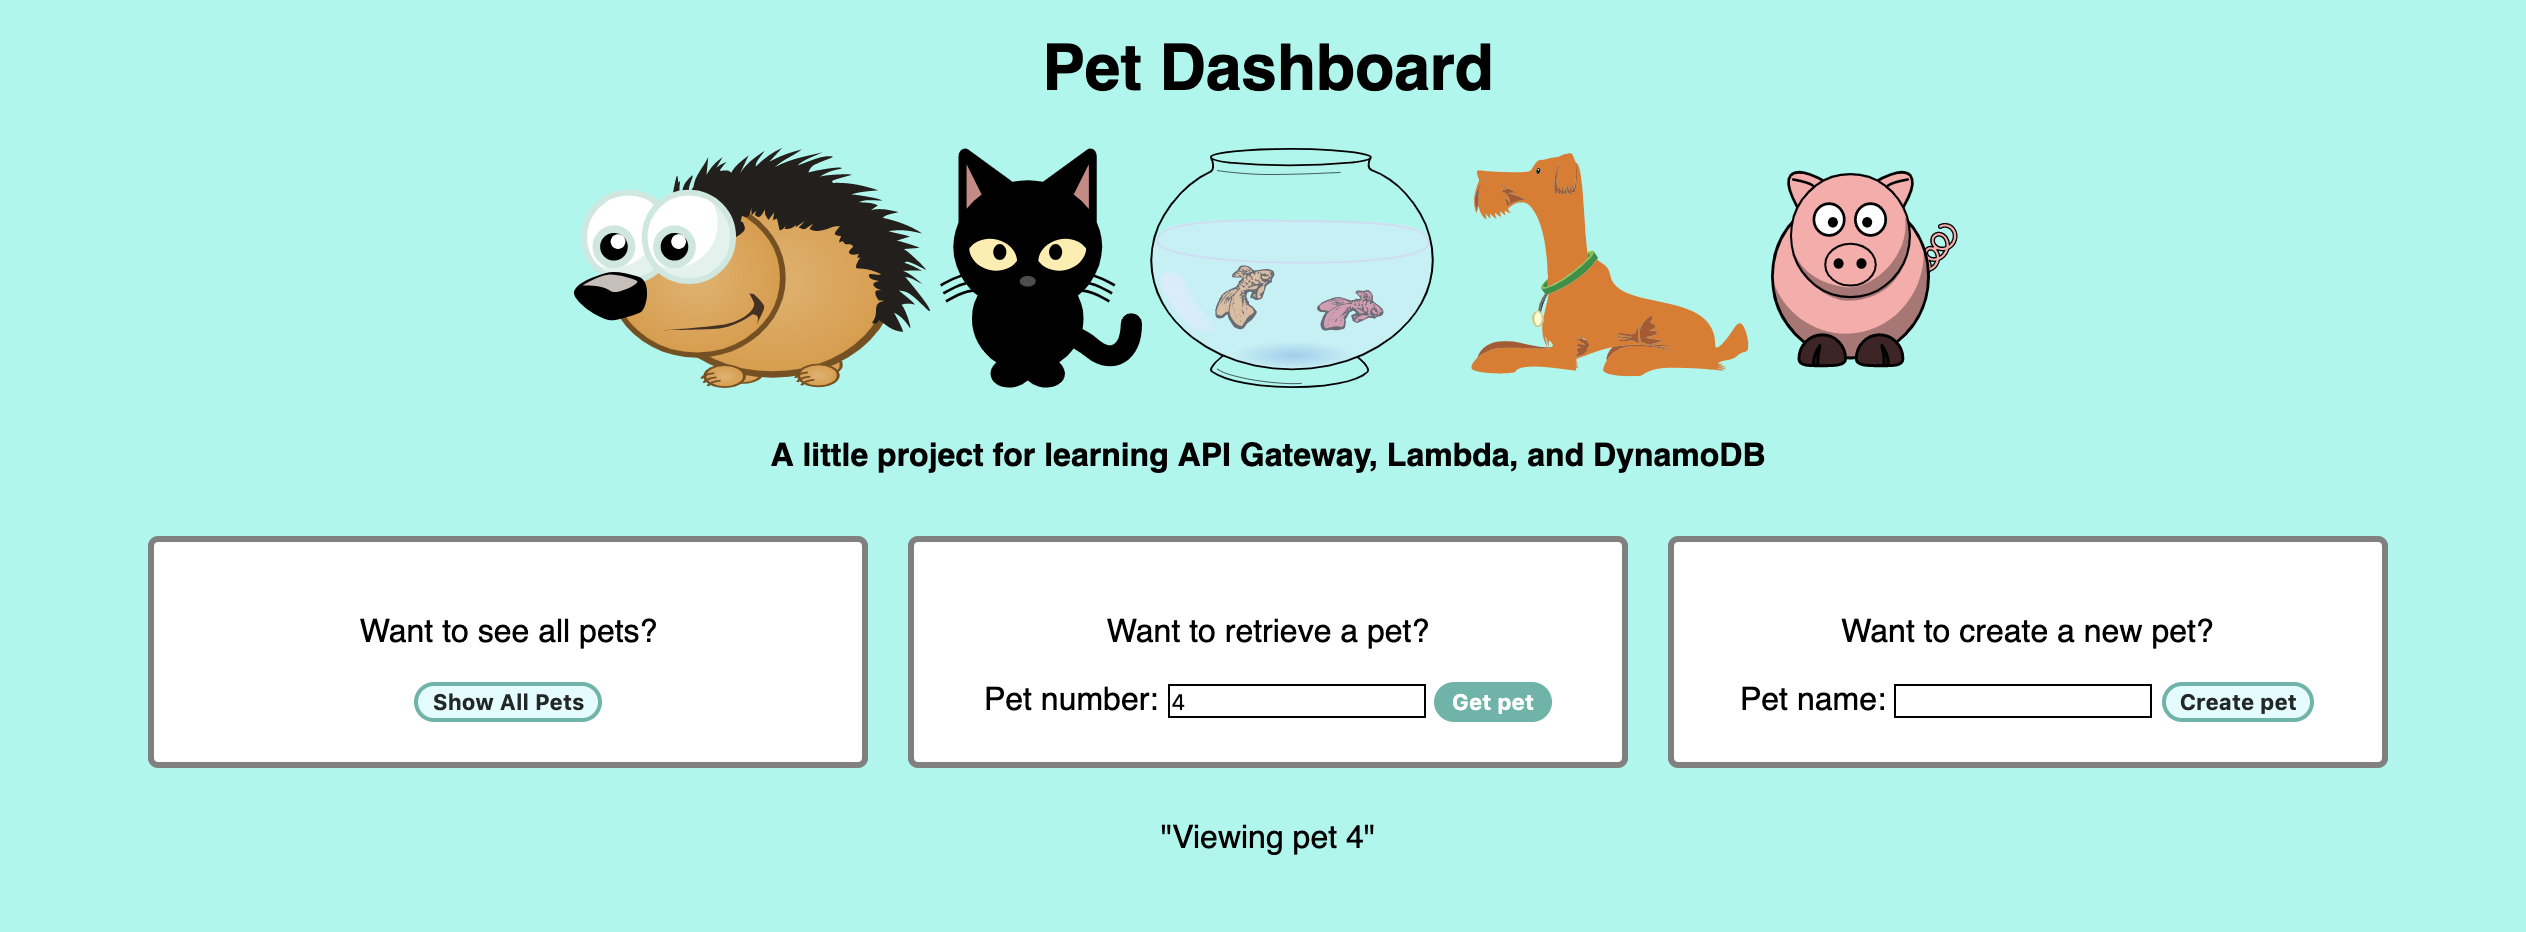 Pet Dashboard
A little project for learning API Gateway, Lambda, and DynamoDB
Want to see all pets?
Show All Pets
Want to retrieve a pet?
Pet number: 4 Get pet
Want to create a new pet?
Pet name: Create pet
"Viewing pet 4"